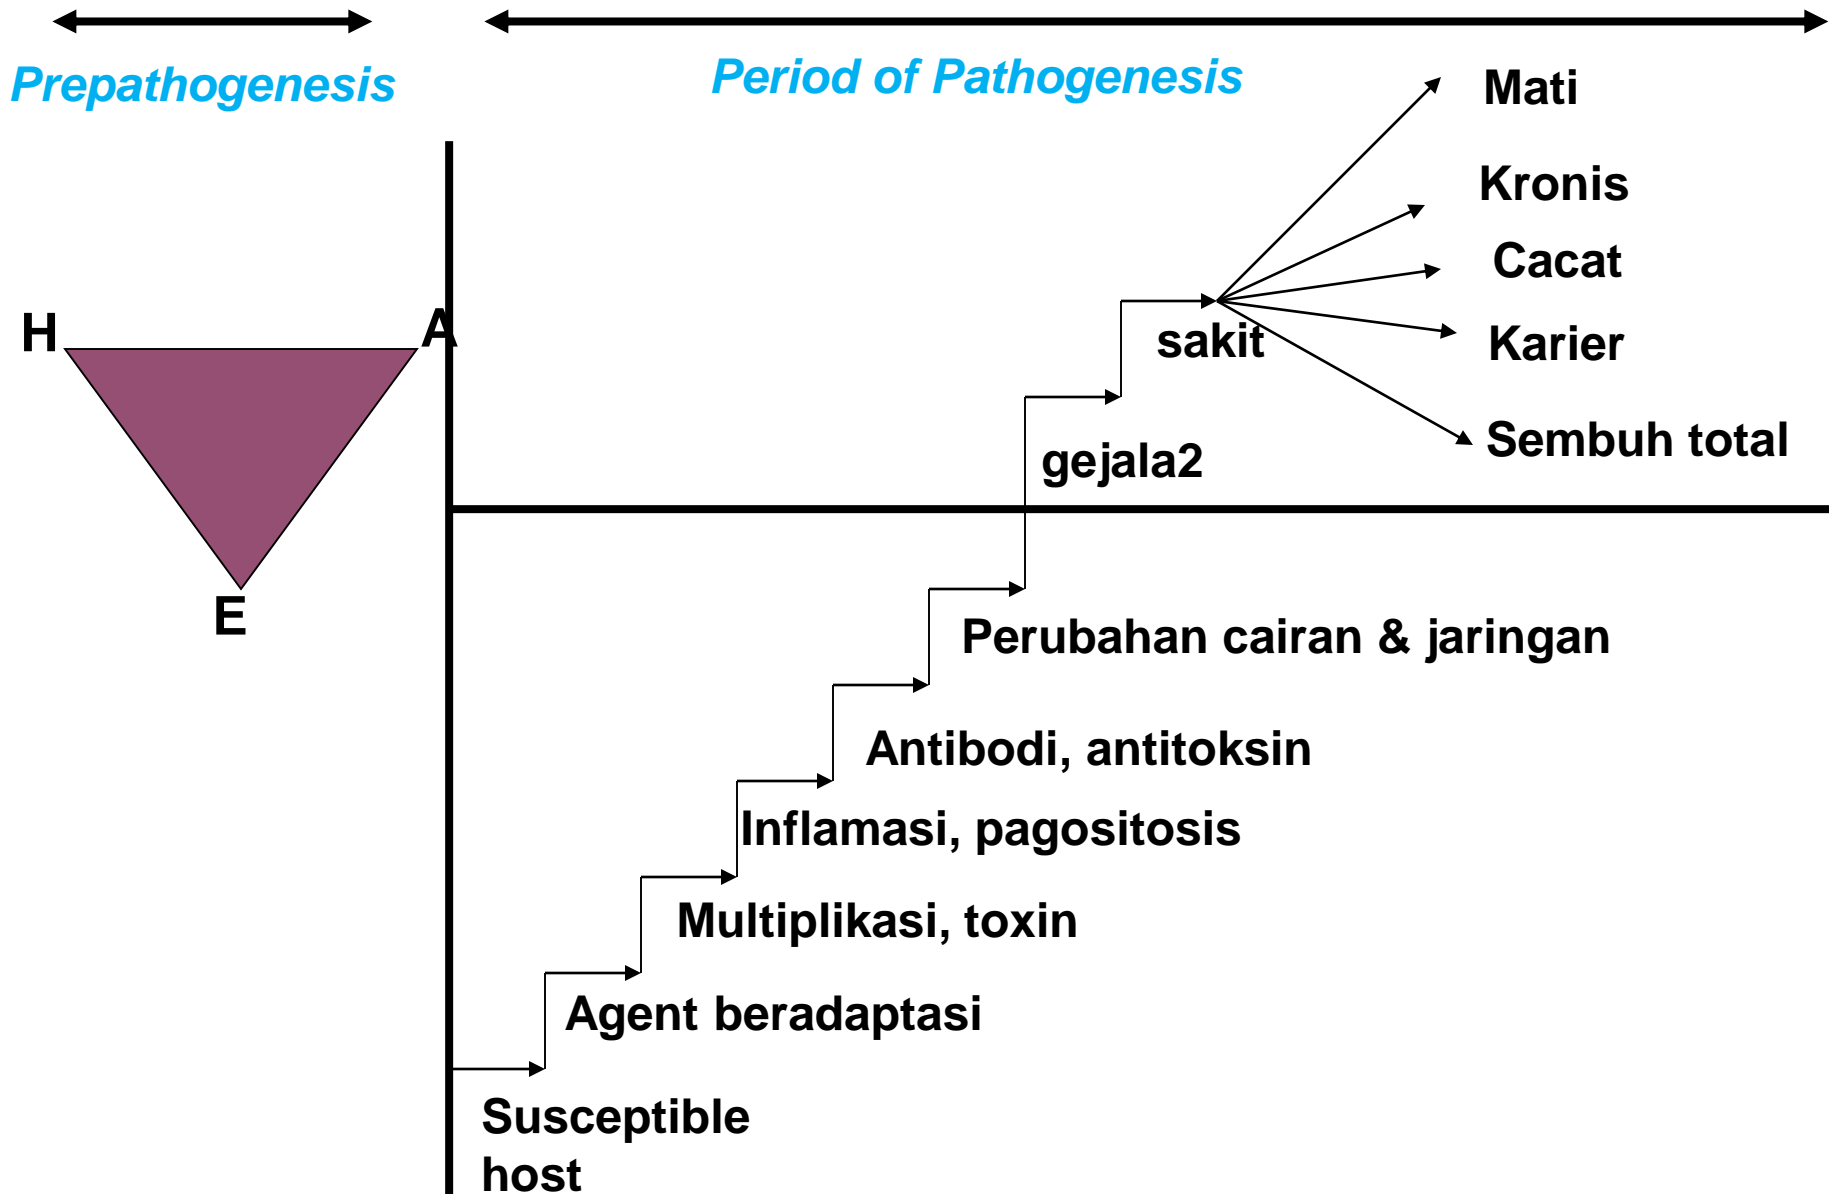 Prepathogenesis
Period of Pathogenesis
Mati
Kronis
Cacat
Karier
Sembuh total
H
A
E
sakit
gejala2
Perubahan cairan & jaringan
Antibodi, antitoksin
Inflamasi, pagositosis
Multiplikasi, toxin
Agent beradaptasi
Susceptible
host